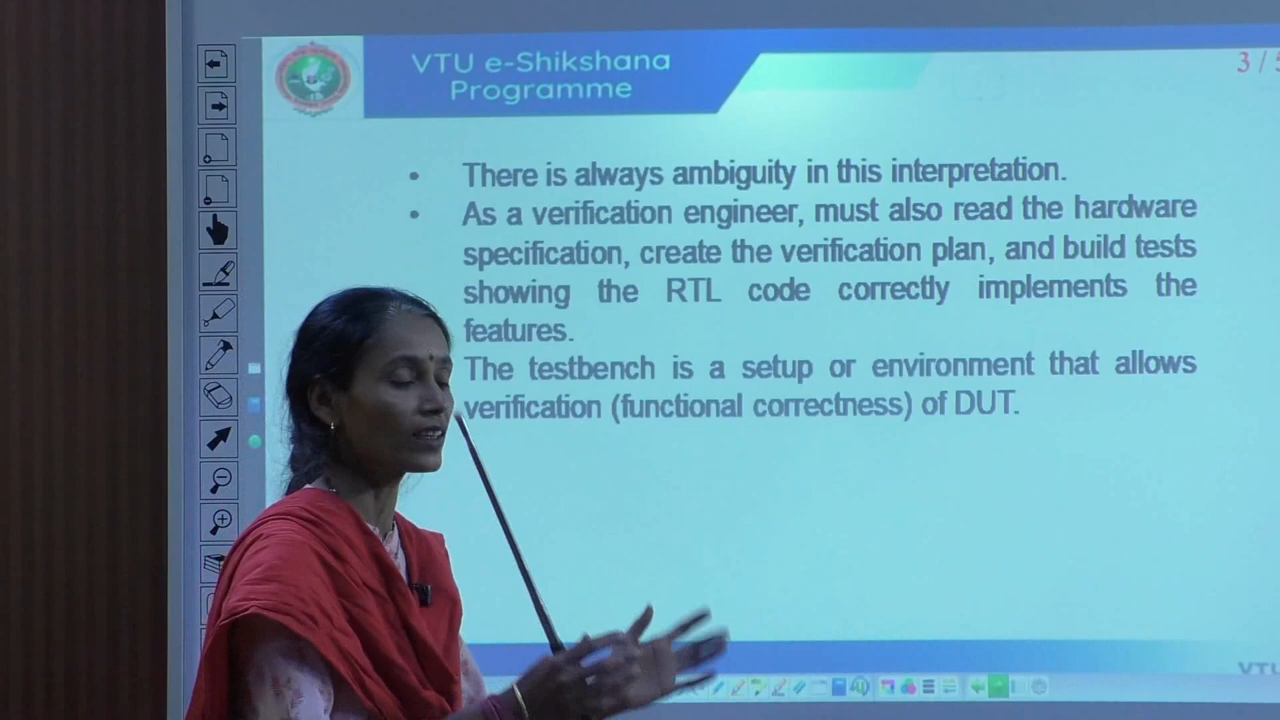 VTU e-Shikshana
Programme
3 / 5
• There is always ambiguity in this interpretation.
• As a verification engineer, must also read the hardware
specification, create the verification plan, and build tests
showing the RTL code correctly implements the
features.
The testbench is a setup or environment that allows
verification (functional correctness) of DUT.
VTU